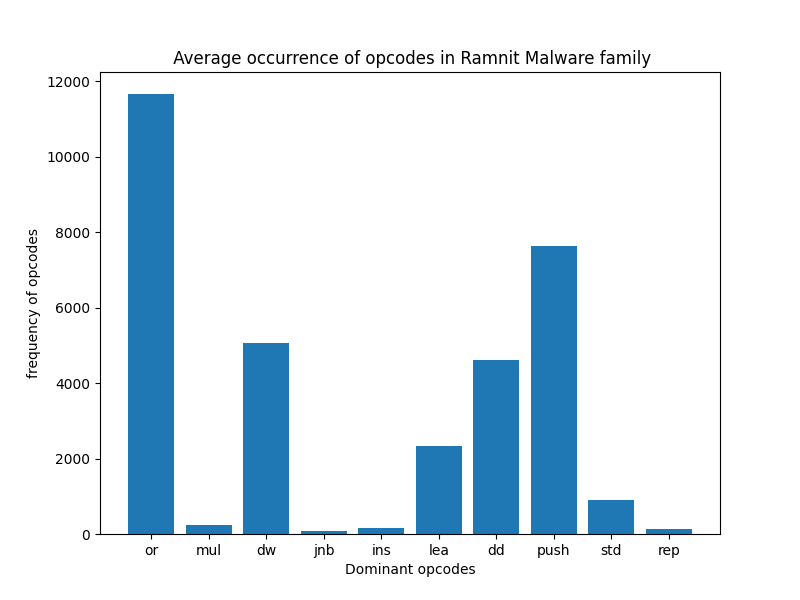 Average occurrence of opcodes in Ramnit Malware family
12000
10000
8000
6000
4000
2000
0
frequency of opcodes
or mul dw jnb ins lea dd push std rep
Dominant opcodes